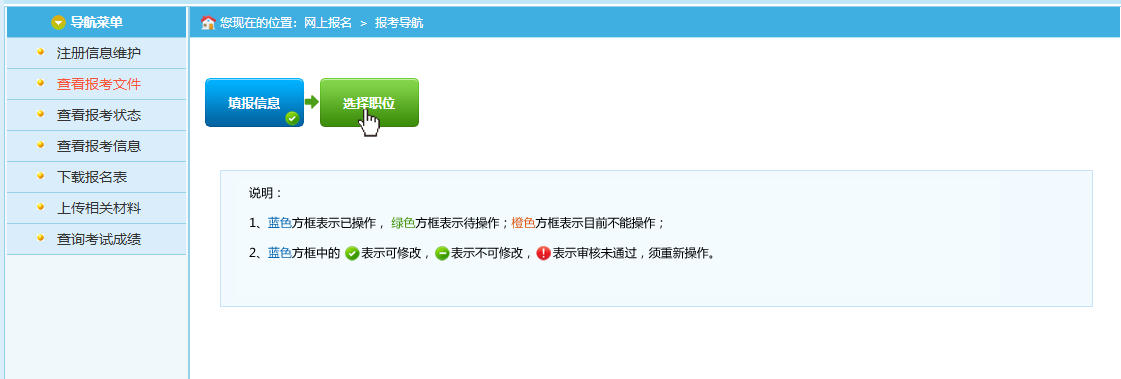 导航菜单
注册信息维护
查看报考文件
查看报考状态
查看报考信息
下载报名表
上传相关材料
查询考试成绩
您现在的位置：网上报名 > 报考导航
填报信息
选择职位
说明：
1、蓝色方框表示已操作，绿色方框表示待操作；橙色方框表示目前不能操作；
2、蓝色方框中的 表示可修改， 表示不可修改， 表示审核未通过，须重新操作。